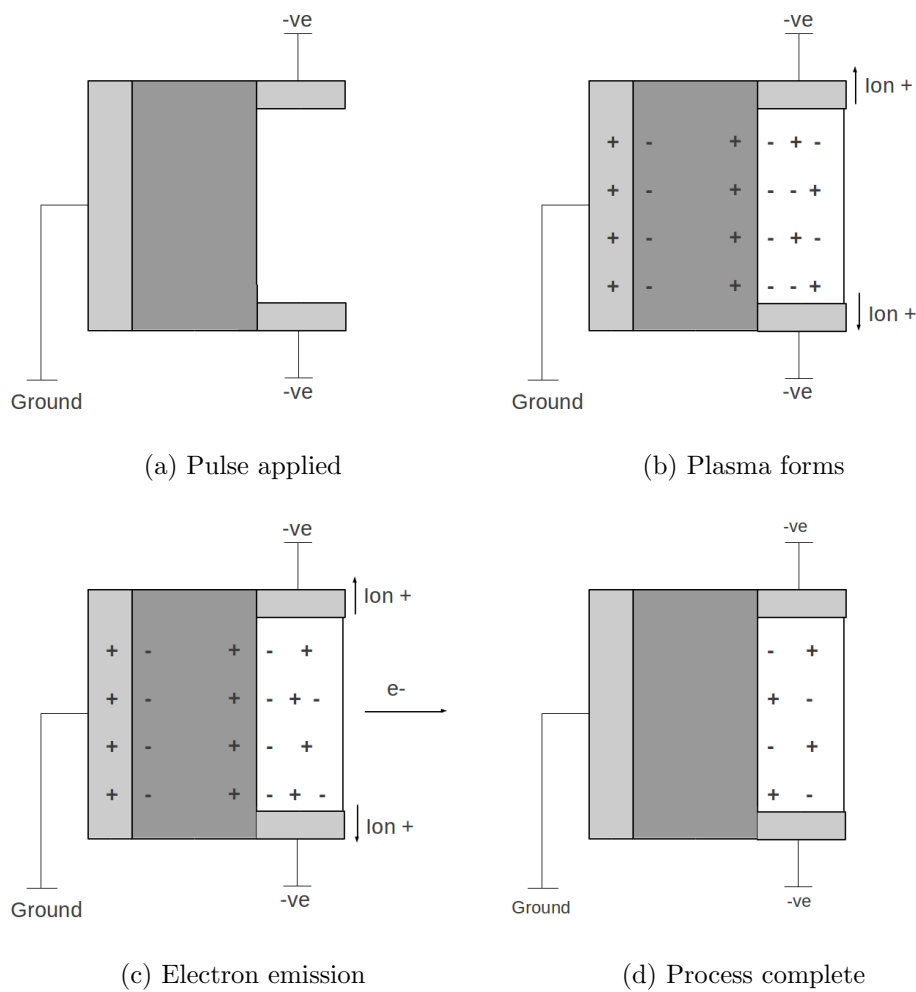 -ve
Ground
-ve
(a) Pulse applied
-ve
Ion +
+ - + - + -
+ - + - - +
+ - + - + -
+ - + - - +
Ion +
Ground
-ve
(b) Plasma forms
-ve
Ion +
+ - + - +
+ - + - + -
e-
+ - + - +
+ - + - + -
Ion +
Ground
-ve
(c) Electron emission
-ve
- +
+ -
- +
+ -
Ground
-ve
(d) Process complete